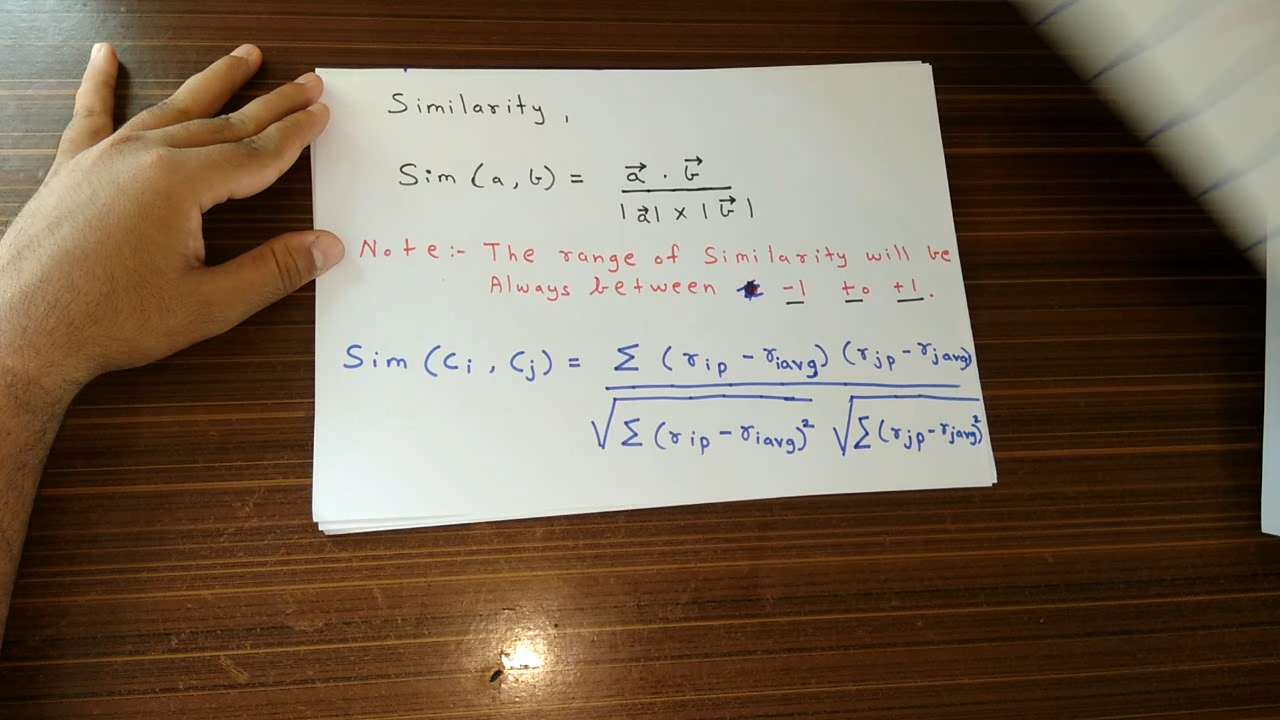 Similarity,
Sim (a, b) = a⃗ . b⃗ / |a⃗| x |b⃗|
Note:- The range of Similarity will be
Always between -1 to +1.
Sim (Ci, Cj) = Σ (rip - riavg) (rjp - rjavg) / √Σ (rip - riavg)² √Σ (rjp - rjavg)²